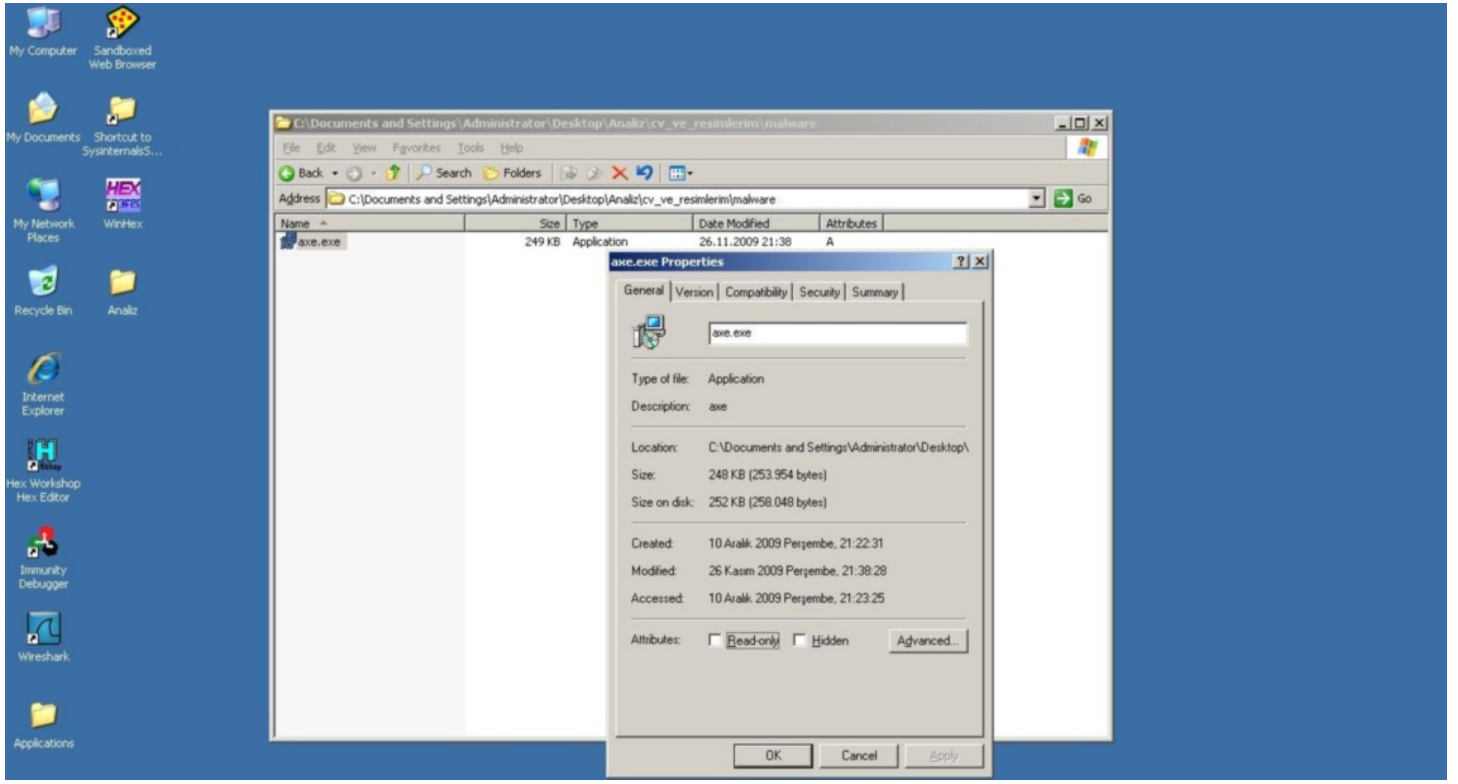 My Computer
Sandboxed
Web Browser
My Documents
Shortcut to
SysinternalsS...
My Network
Places
WinHex
Recycle Bin
Analiz
Internet
Explorer
Hex Workshop
Hex Editor
Immunity
Debugger
Wireshark
Applications
HEX
C:\Documents and Settings\Administrator\Desktop\Analiz\cv_ve_resimlerim\malware
File Edit View Favorites Tools Help
Back Search Folders
Address C:\Documents and Settings\Administrator\Desktop\Analiz\cv_ve_resimlerim\malware Go
Name Size Type Date Modified Attributes
axe.exe 249 KB Application 26.11.2009 21:38 A
axe.exe Properties
General Version Compatibility Security Summary
axe.exe
Type of file: Application
Description: axe
Location: C:\Documents and Settings\Administrator\Desktop\
Size: 248 KB (253.954 bytes)
Size on disk: 252 KB (258.048 bytes)
Created: 10 Aralık 2009 Perşembe, 21:22:31
Modified: 26 Kasım 2009 Perşembe, 21:38:28
Accessed: 10 Aralık 2009 Perşembe, 21:23:25
Attributes: Read-only Hidden Advanced...
OK Cancel Apply